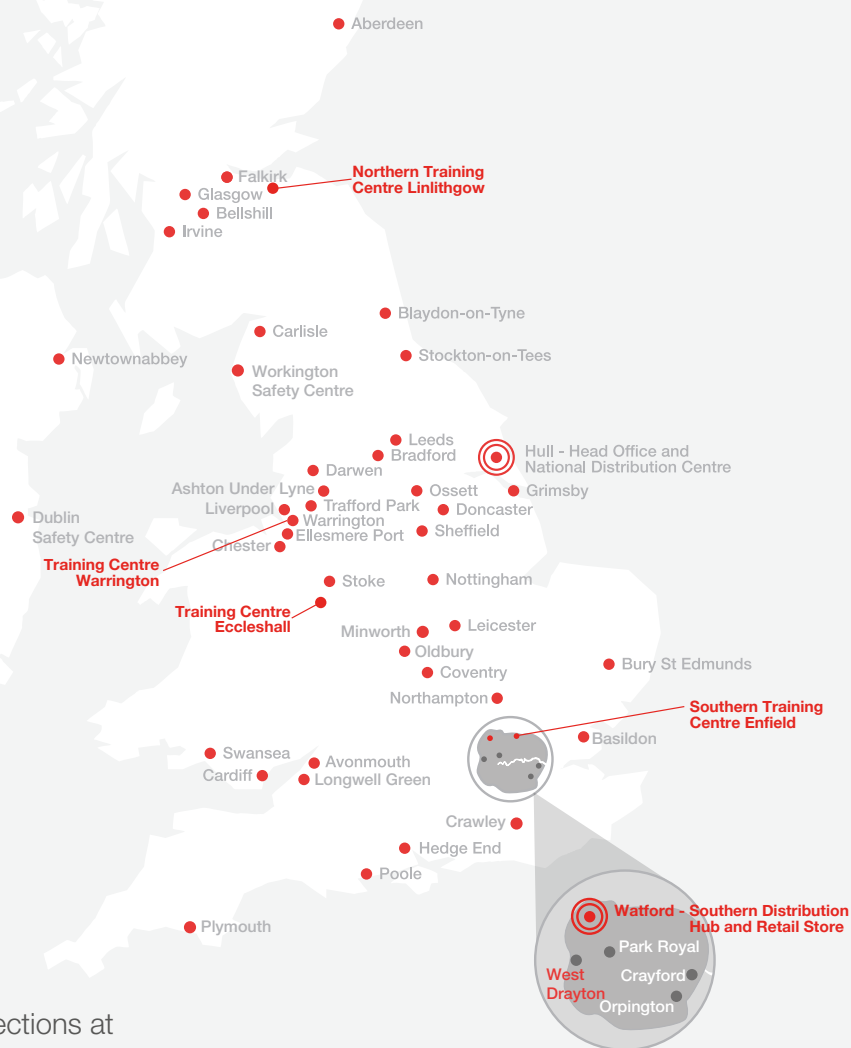 Aberdeen
Falkirk
Northern Training
Centre Linlithgow
Glasgow
Bellshill
Irvine
Blaydon-on-Tyne
Carlisle
Newtownabbey
Stockton-on-Tees
Workington
Safety Centre
Leeds
Bradford
Hull - Head Office and
National Distribution Centre
Darwen
Ashton Under Lyne
Ossett
Grimsby
Liverpool
Trafford Park
Doncaster
Dublin
Safety Centre
Warrington
Ellesmere Port
Sheffield
Chester
Training Centre
Warrington
Stoke
Nottingham
Training Centre
Eccleshall
Minworth
Leicester
Oldbury
Coventry
Bury St Edmunds
Northampton
Southern Training
Centre Enfield
Basildon
Swansea
Avonmouth
Cardiff
Longwell Green
Crawley
Hedge End
Poole
Plymouth
Watford - Southern Distribution
Hub and Retail Store
Park Royal
West
Drayton
Crayford
Orpington
ections at